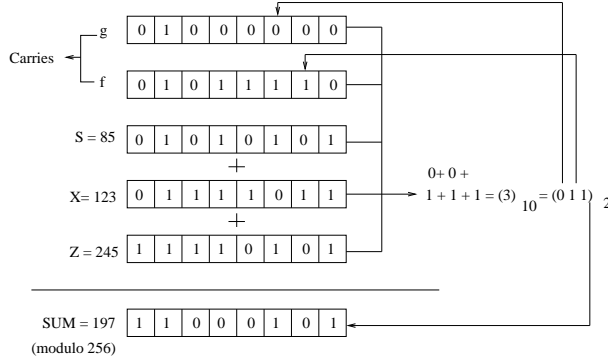 g 0 1 0 0 0 0 0 0
Carries
f 0 1 0 1 1 1 1 0
S = 85 0 1 0 1 0 1 0 1
+
0+ 0 +
X= 123 0 1 1 1 1 0 1 1 1 + 1 + 1 = (3) 10 = (0 1 1) 2
+
Z = 245 1 1 1 1 0 1 0 1
SUM = 197 1 1 0 0 0 1 0 1
(modulo 256)